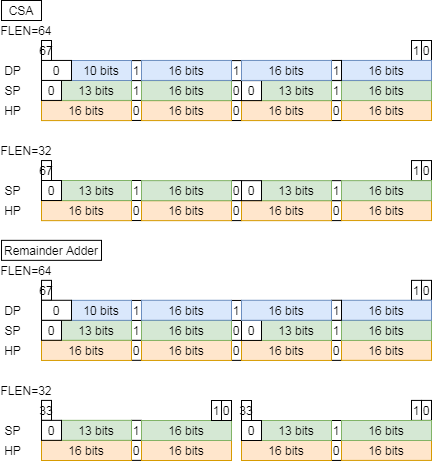 CSA
FLEN=64
67 1 0
DP 0 10 bits 1 16 bits 1 16 bits 1 16 bits
SP 0 13 bits 1 16 bits 0 0 13 bits 1 16 bits
HP 16 bits 0 16 bits 0 16 bits 0 16 bits
FLEN=32
67 1 0
SP 0 13 bits 1 16 bits 0 0 13 bits 1 16 bits
HP 16 bits 0 16 bits 0 16 bits 0 16 bits
Remainder Adder
FLEN=64
67 1 0
DP 0 10 bits 1 16 bits 1 16 bits 1 16 bits
SP 0 13 bits 1 16 bits 0 0 13 bits 1 16 bits
HP 16 bits 0 16 bits 0 16 bits 0 16 bits
FLEN=32
33 1 0 33 1 0
SP 0 13 bits 1 16 bits 0 13 bits 1 16 bits
HP 16 bits 0 16 bits 16 bits 0 16 bits